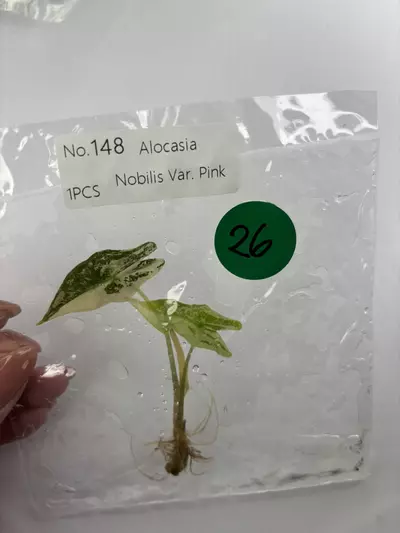 No.148 Alocasia
1PCS Nobilis Var. Pink
26